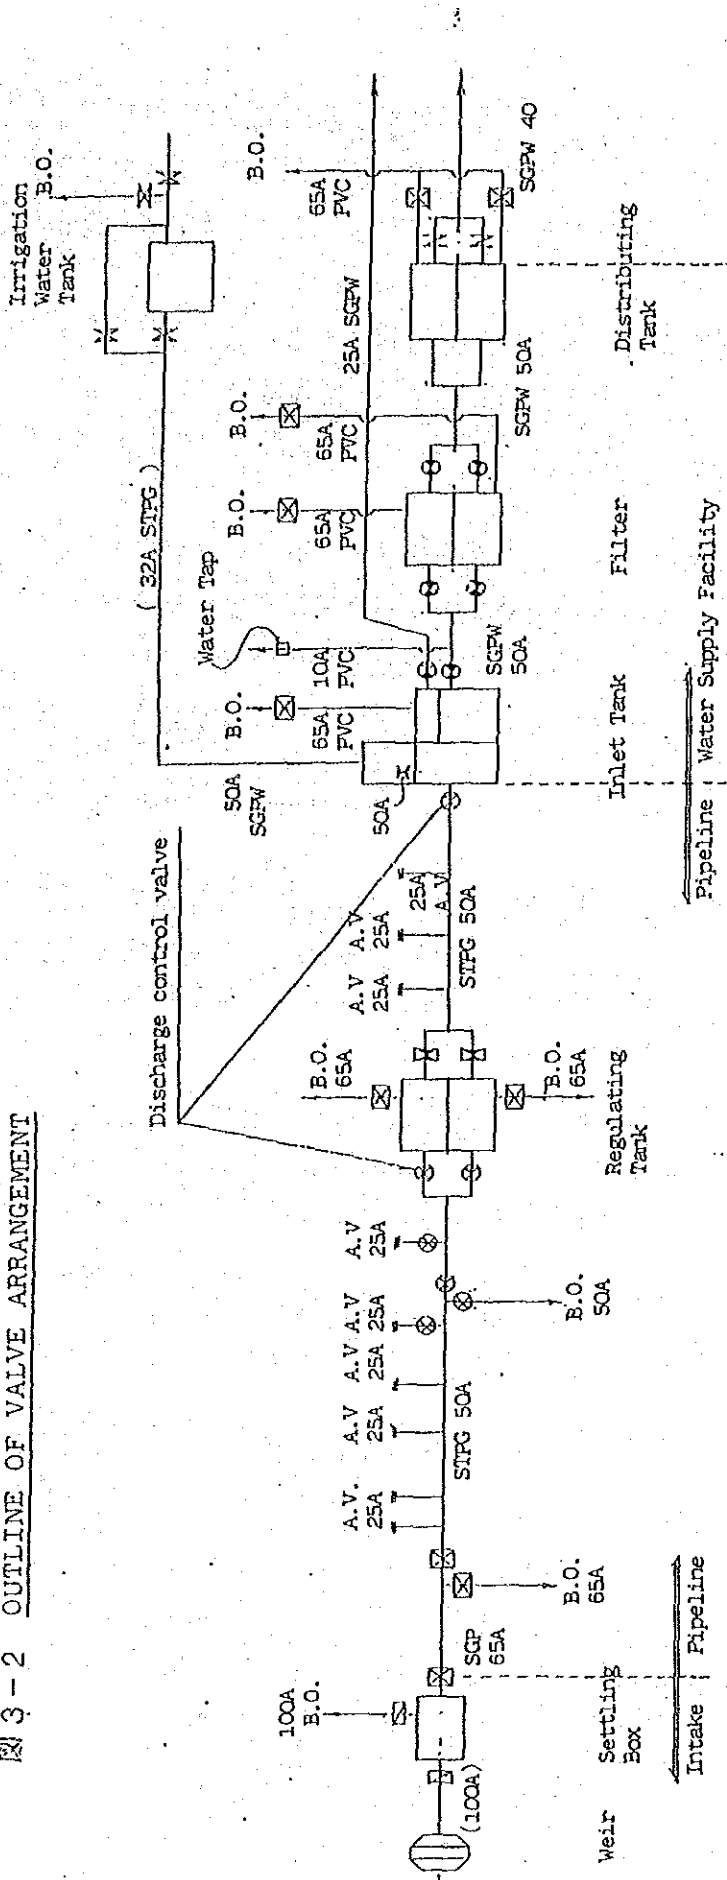 図 3-2 OUTLINE OF VALVE ARRANGEMENT
Irrigation
Water
Tank
B.O.
( 32A STPG )
Discharge control valve
50A
SGPW
B.O.
65A
PVC
Water Tap
10A
PVC
B.O.
65A
PVC
B.O.
65A
PVC
25A SGPW
65A
PVC
B.O.
100A
B.O.
A.V.
25A
A.V
25A
A.V
25A
A.V
25A
A.V
25A
B.O.
65A
A.V
25A
A.V
25A
25A
A.V
50A
(100A)
SGP
65A
B.O.
65A
STPG 50A
B.O.
50A
B.O.
65A
STPG 50A
SGPW
50A
SGPW 50A
SGPW 40
Weir
Settling
Box
Regulating
Tank
Inlet Tank
Filter
Distributing
Tank
Intake
Pipeline
Pipeline
Water Supply Facility